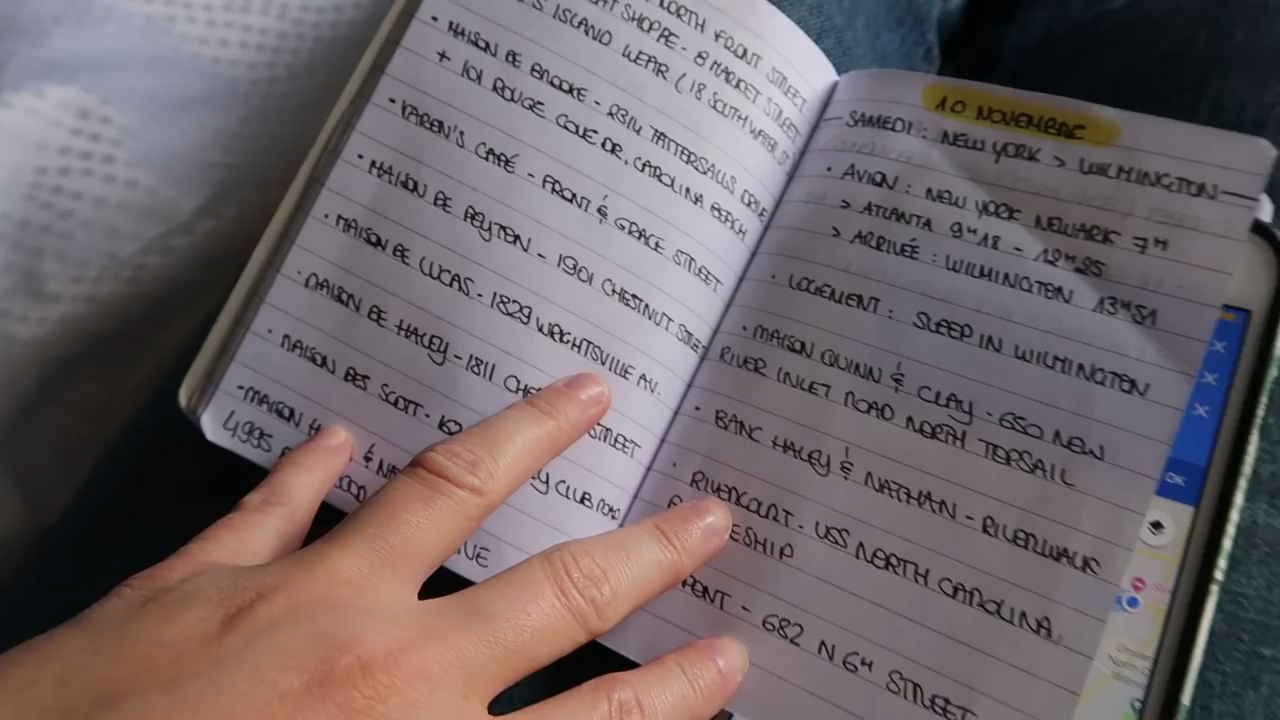 NORTH FRONT STREET
SHOPPE - 8 MARKET STREET
ISLAND WEAR (18 SOUTH WATER ST
• MAISON DE BROOKE - 2314 TATTERSALLS DRIVE
+ 101 ROUGE COVE DR, CAROLINA BEACH
• KAREN'S CAFÉ - FRONT & GRACE STREET
• MAISON DE PEYTON - 1901 CHESTNUT STREET
• MAISON DE LUCAS - 1829 WRIGHTSVILLE AV.
• MAISON DE HALEY - 1811 STREET
• MAISON DES SCOTT - CLUB ROAD
- MAISON &
4995
10 NOVEMBRE
— SAMEDI : NEW YORK > WILMINGTON —
• AVION : NEW YORK NEWARK 7H
> ATLANTA 9H18 - 12H25
> ARRIVÉE : WILMINGTON 13H51
• LOGEMENT : SLEEP IN WILMINGTON
• MAISON QUINN & CLAY - 650 NEW
RIVER INLET ROAD NORTH TOPSAIL
• BANC HALEY & NATHAN - RIVERWALK
• RIVERCOURT - USS NORTH CAROLINA
PONT - 682 N 6H STREET
OK